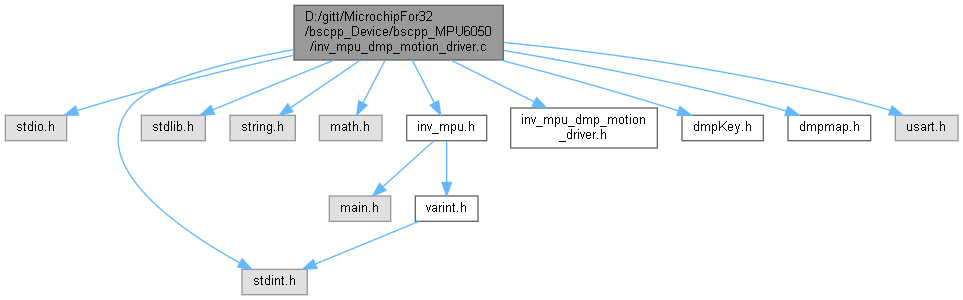 D:/gitt/MicrochipFor32
/bscpp_Device/bscpp_MPU6050
/inv_mpu_dmp_motion_driver.c
stdio.h
stdlib.h
string.h
math.h
inv_mpu.h
inv_mpu_dmp_motion
_driver.h
dmpKey.h
dmpmap.h
usart.h
main.h
varint.h
stdint.h